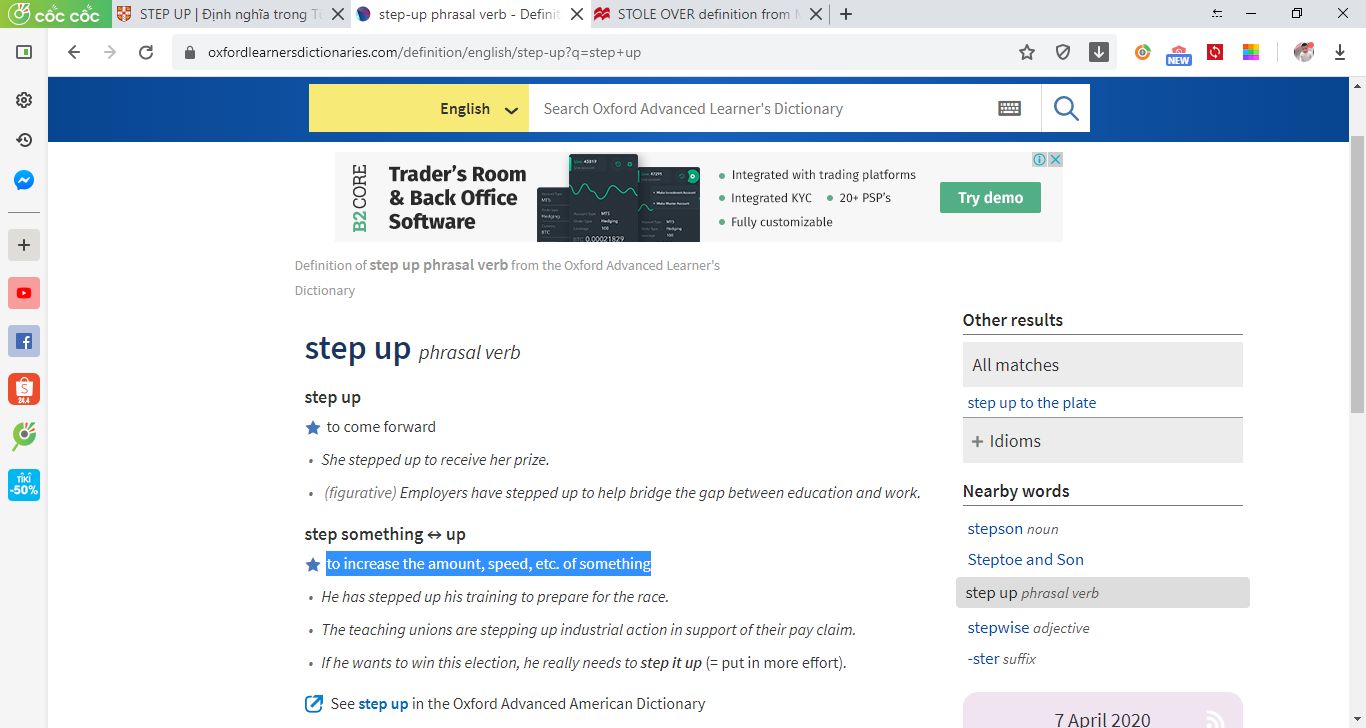 cốc cốc
STEP UP | Định nghĩa trong T
step-up phrasal verb - Defini
STOLE OVER definition from
oxfordlearnersdictionaries.com/definition/english/step-up?q=step+up
NEW
English
Search Oxford Advanced Learner's Dictionary
B2CORE
Trader's Room
& Back Office
Software
Integrated with trading platforms
Integrated KYC
20+ PSP's
Fully customizable
Try demo
Definition of step up phrasal verb from the Oxford Advanced Learner's
Dictionary
step up phrasal verb
step up
to come forward
She stepped up to receive her prize.
(figurative) Employers have stepped up to help bridge the gap between education and work.
step something ↔ up
to increase the amount, speed, etc. of something
He has stepped up his training to prepare for the race.
The teaching unions are stepping up industrial action in support of their pay claim.
If he wants to win this election, he really needs to step it up (= put in more effort).
See step up in the Oxford Advanced American Dictionary
Other results
All matches
step up to the plate
+ Idioms
Nearby words
stepson noun
Steptoe and Son
step up phrasal verb
stepwise adjective
-ster suffix
7 April 2020
24.4
TIKI
-50%